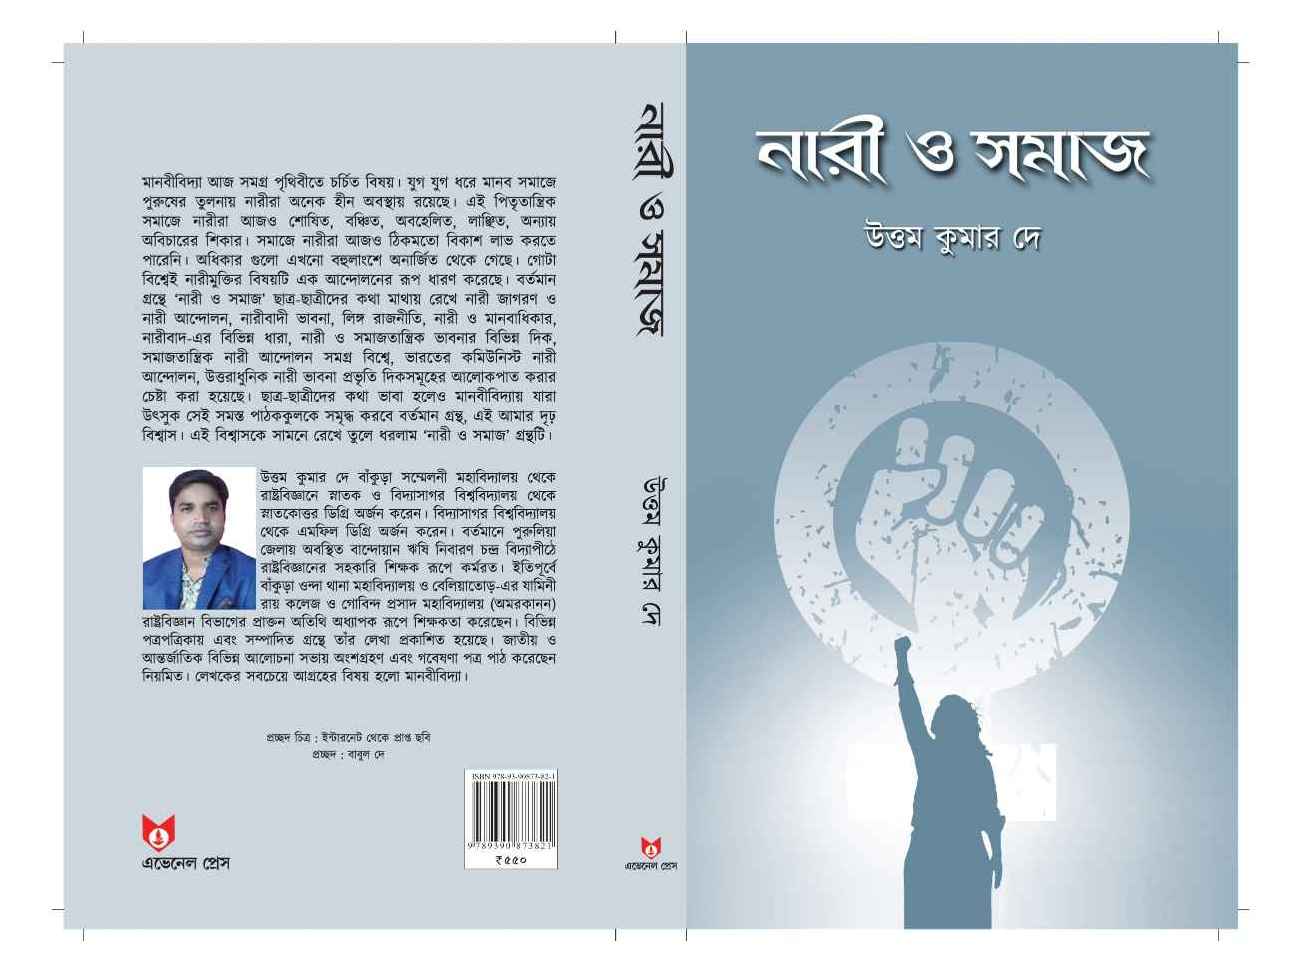 মানবীবিদ্যা আজ সমগ্র পৃথিবীতে চর্চিত বিষয়। যুগ যুগ ধরে মানব সমাজে
পুরুষের তুলনায় নারীরা অনেক হীন অবস্থায় রয়েছে। এই পিতৃতান্ত্রিক
সমাজে নারীরা আজও শোষিত, বঞ্চিত, অবহেলিত, লাঞ্ছিত, অন্যায়
অবিচারের শিকার। সমাজে নারীরা আজও ঠিকমতো বিকাশ লাভ করতে
পারেনি। অধিকার গুলো এখনো বহুলাংশে অনার্জিত থেকে গেছে। গোটা
বিশ্বেই নারীমুক্তির বিষয়টি এক আন্দোলনের রূপ ধারণ করেছে। বর্তমান
গ্রন্থে ‘নারী ও সমাজ’ ছাত্র-ছাত্রীদের কথা মাথায় রেখে নারী জাগরণ ও
নারী আন্দোলন, নারীবাদী ভাবনা, লিঙ্গ রাজনীতি, নারী ও মানবাধিকার,
নারীবাদ-এর বিভিন্ন ধারা, নারী ও সমাজতান্ত্রিক ভাবনার বিভিন্ন দিক,
সমাজতান্ত্রিক নারী আন্দোলন সমগ্র বিশ্বে, ভারতের কমিউনিস্ট নারী
আন্দোলন, উত্তরাধুনিক নারী ভাবনা প্রভৃতি দিকসমূহের আলোকপাত করার
চেষ্টা করা হয়েছে। ছাত্র-ছাত্রীদের কথা ভাবা হলেও মানবীবিদ্যায় যারা
উৎসুক সেই সমস্ত পাঠককুলকে সমৃদ্ধ করবে বর্তমান গ্রন্থ, এই আমার দৃঢ়
বিশ্বাস। এই বিশ্বাসকে সামনে রেখে তুলে ধরলাম ‘নারী ও সমাজ’ গ্রন্থটি।
উত্তম কুমার দে বাঁকুড়া সম্মেলনী মহাবিদ্যালয় থেকে
রাষ্ট্রবিজ্ঞানে স্নাতক ও বিদ্যাসাগর বিশ্ববিদ্যালয় থেকে
স্নাতকোত্তর ডিগ্রি অর্জন করেন। বিদ্যাসাগর বিশ্ববিদ্যালয়
থেকে এমফিল ডিগ্রি অর্জন করেন। বর্তমানে পুরুলিয়া
জেলায় অবস্থিত বান্দোয়ান ঋষি নিবারণ চন্দ্র বিদ্যাপীঠে
রাষ্ট্রবিজ্ঞানের সহকারি শিক্ষক রূপে কর্মরত। ইতিপূর্বে
বাঁকুড়া ওন্দা থানা মহাবিদ্যালয় ও বেলিয়াতোড়-এর যামিনী
রায় কলেজ ও গোবিন্দ প্রসাদ মহাবিদ্যালয় (অমরকানন)
রাষ্ট্রবিজ্ঞান বিভাগের প্রাক্তন অতিথি অধ্যাপক রূপে শিক্ষকতা করেছেন। বিভিন্ন
পত্রপত্রিকায় এবং সম্পাদিত গ্রন্থে তাঁর লেখা প্রকাশিত হয়েছে। জাতীয় ও
আন্তর্জাতিক বিভিন্ন আলোচনা সভায় অংশগ্রহণ এবং গবেষণা পত্র পাঠ করেছেন
নিয়মিত। লেখকের সবচেয়ে আগ্রহের বিষয় হলো মানবীবিদ্যা।
প্রচ্ছদ চিত্র : ইন্টারনেট থেকে প্রাপ্ত ছবি
প্রচ্ছদ : বাবুল দে
ISBN 978-93-90873-82-1
9 789390 873821
₹ ৫৫০
এভেনেল প্রেস
নারী ও সমাজ
উত্তম কুমার দে
এভেনেল প্রেস
নারী ও সমাজ
উত্তম কুমার দে